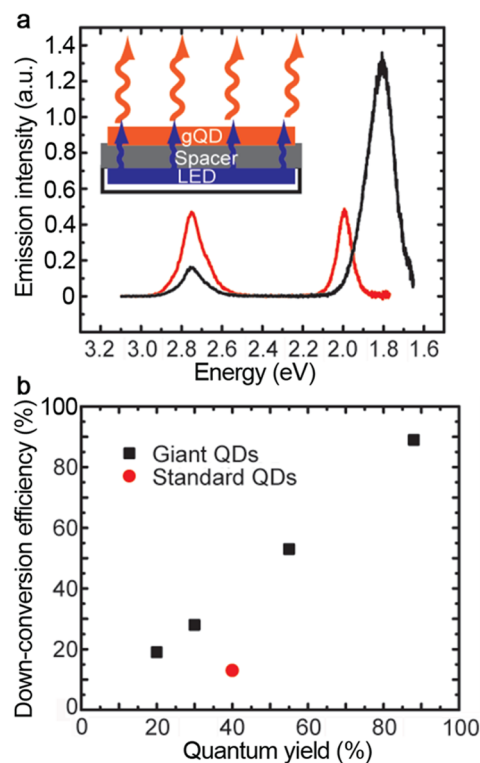 a
Emission intensity (a.u.)
1.4
1.2
1.0
0.8
0.6
0.4
0.2
0
gQD
Spacer
LED
3.2 3.0 2.8 2.6 2.4 2.2 2.0 1.8 1.6
Energy (eV)
b
Down-conversion efficiency (%)
100
80
60
40
20
0
Giant QDs
Standard QDs
0 20 40 60 80 100
Quantum yield (%)